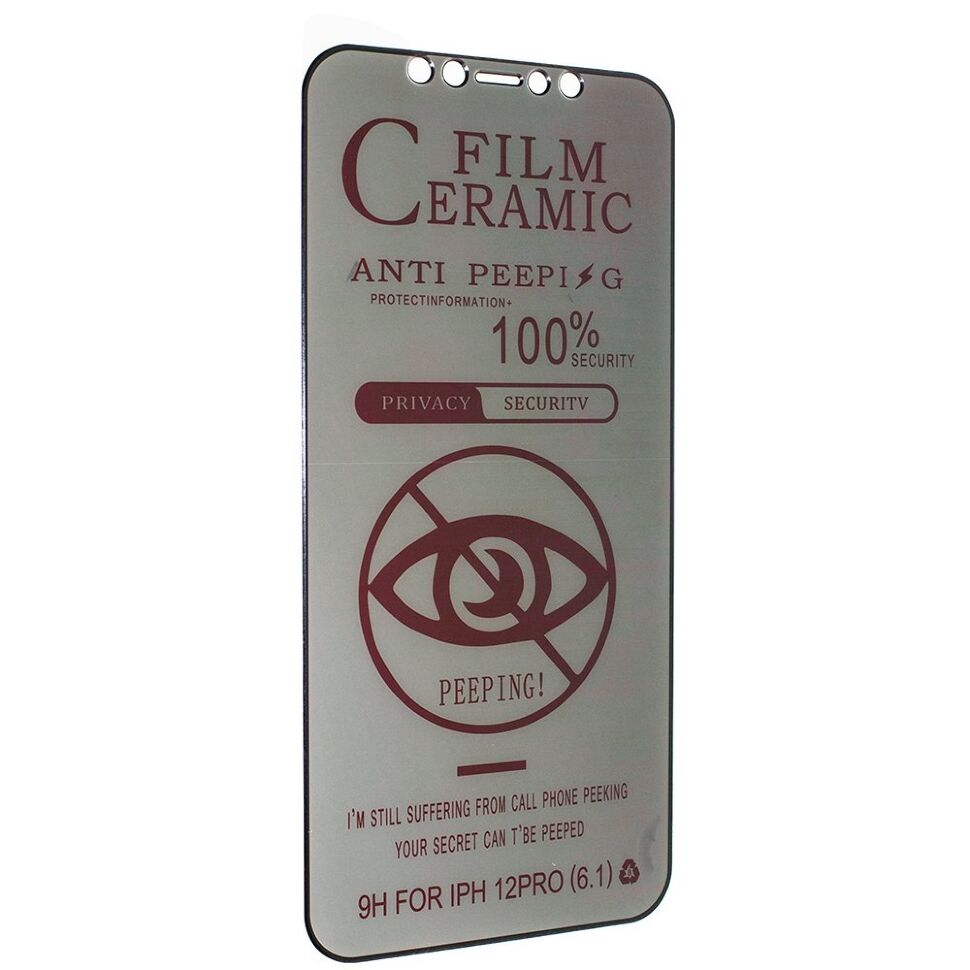 FILM
CERAMIC
ANTI PEEPI⚡G
PROTECTINFORMATION+
100%
SECURITY
PRIVACY SECURITV
PEEPING!
I'M STILL SUFFERING FROM CALL PHONE PEEKING
YOUR SECRET CAN T'BE PEEPED
9H FOR IPH 12PRO (6.1)